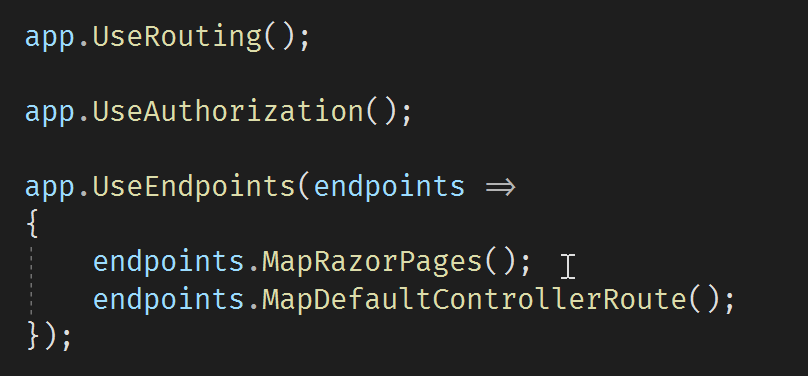 app.UseRouting();
app.UseAuthorization();
app.UseEndpoints(endpoints =>
{
endpoints.MapRazorPages();
endpoints.MapDefaultControllerRoute();
});